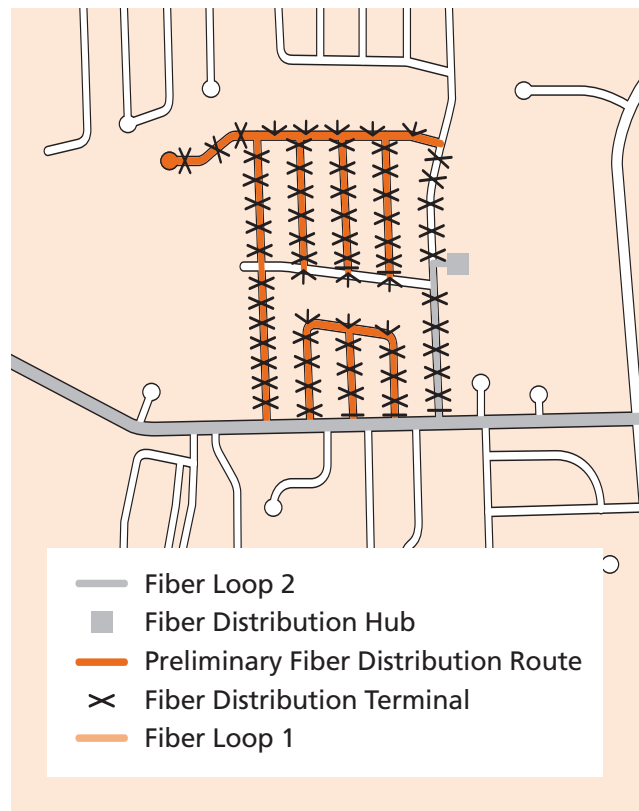 Fiber Loop 2
Fiber Distribution Hub
Preliminary Fiber Distribution Route
Fiber Distribution Terminal
Fiber Loop 1